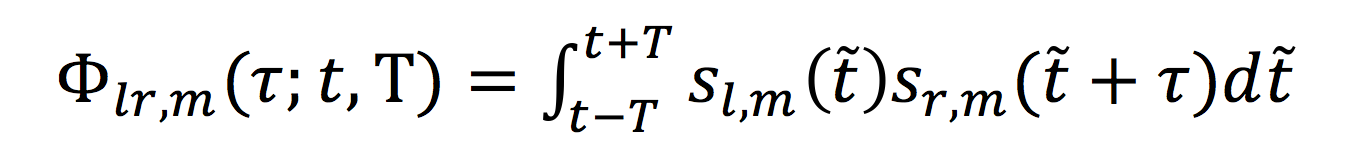 Φ_{lr,m}(τ; t, T) = ∫_{t−T}^{t+T} s_{l,m}(t̃)s_{r,m}(t̃ + τ)dt̃